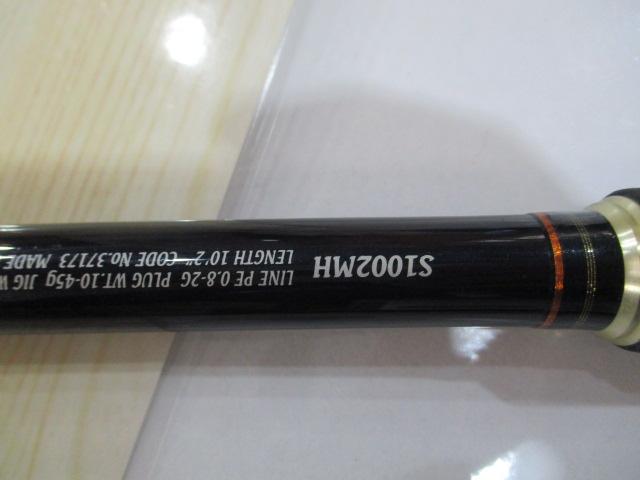 S1002MH
LINE PE 0.8-2G PLUG WT.10-45g JIG W
LENGTH 10'2" CODE No.37173 MADE